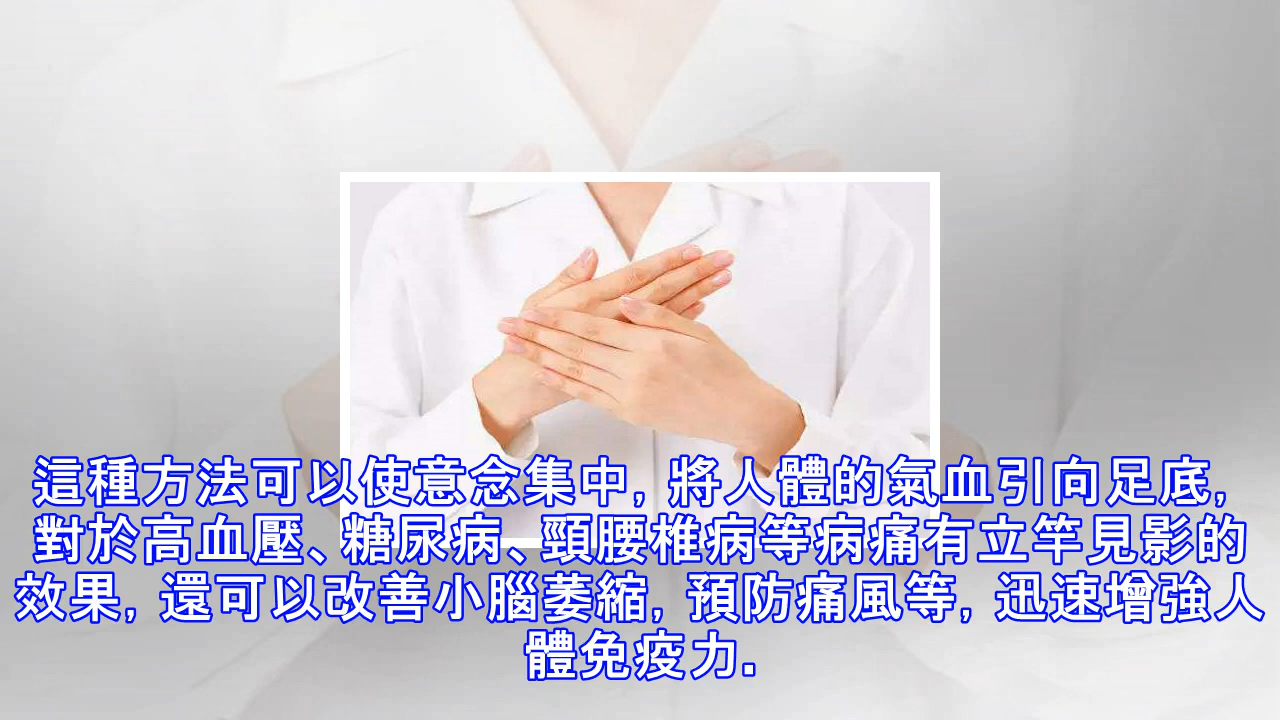 這種方法可以使意念集中, 將人體的氣血引向足底,
對於高血壓、糖尿病、頸腰椎病等病痛有立竿見影的
效果, 還可以改善小腦萎縮, 預防痛風等, 迅速增強人
體免疫力.